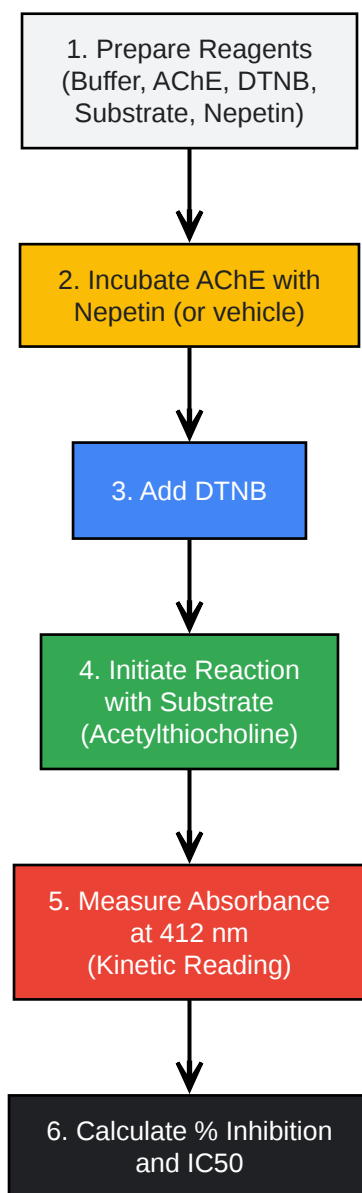 1. Prepare Reagents
(Buffer, AChE, DTNB,
Substrate, Nepetin)
2. Incubate AChE with
Nepetin (or vehicle)
3. Add DTNB
4. Initiate Reaction
with Substrate
(Acetylthiocholine)
5. Measure Absorbance
at 412 nm
(Kinetic Reading)
6. Calculate % Inhibition
and IC50